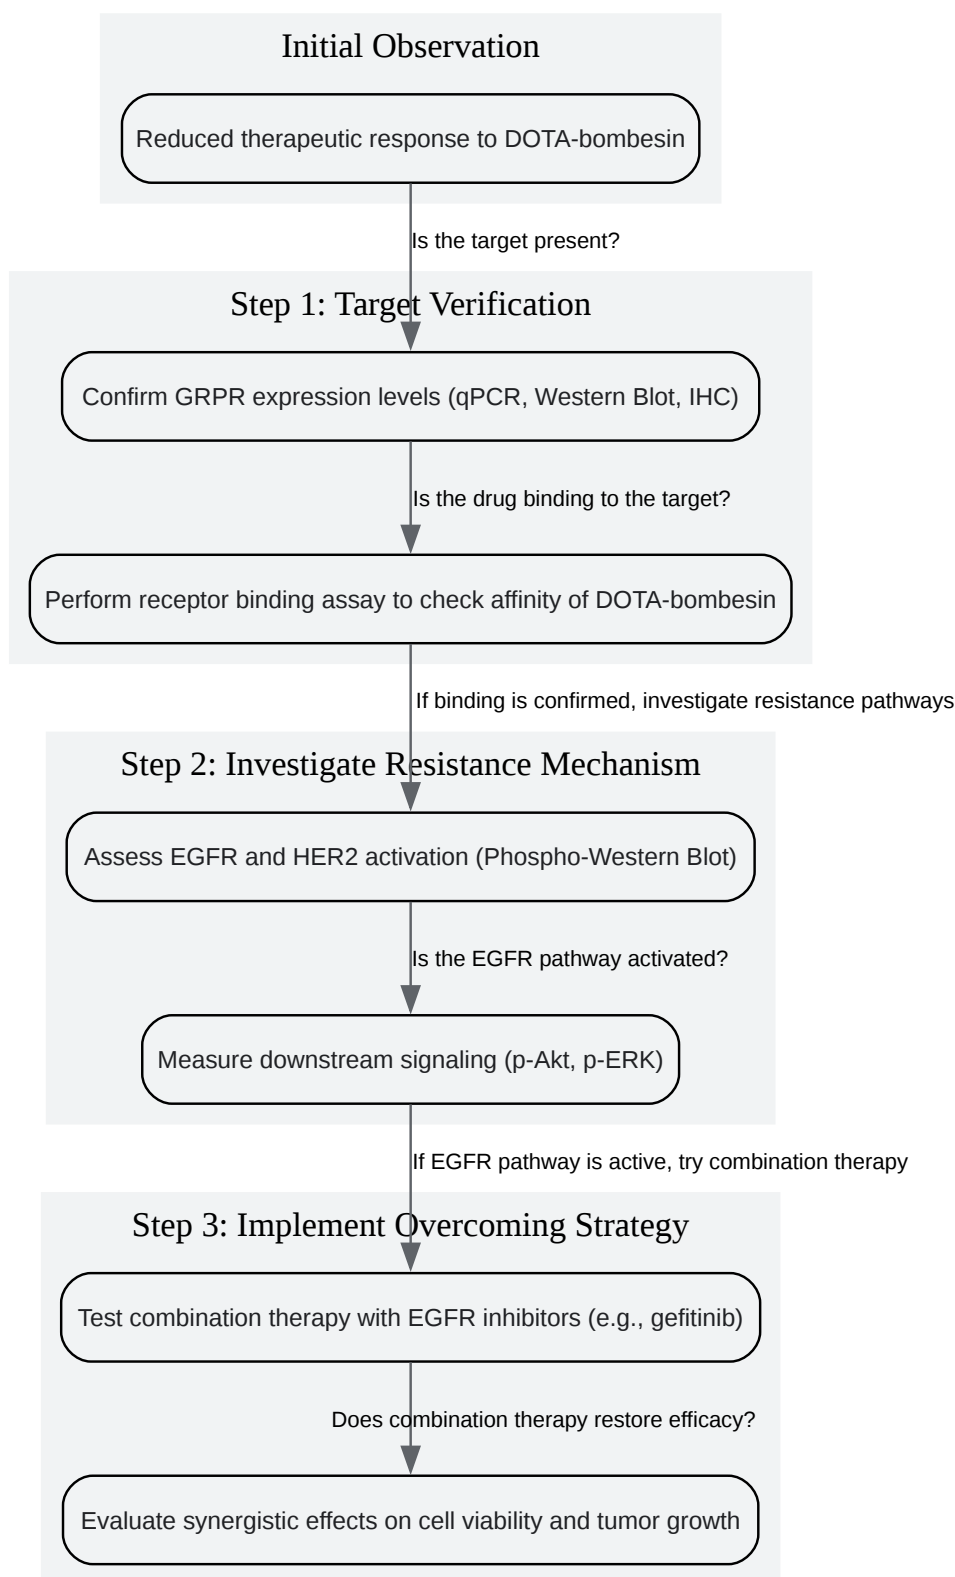 Initial Observation
Reduced therapeutic response to DOTA-bombesin
Is the target present?
Step 1: Target Verification
Confirm GRPR expression levels (qPCR, Western Blot, IHC)
Is the drug binding to the target?
Perform receptor binding assay to check affinity of DOTA-bombesin
If binding is confirmed, investigate resistance pathways
Step 2: Investigate Resistance Mechanism
Assess EGFR and HER2 activation (Phospho-Western Blot)
Is the EGFR pathway activated?
Measure downstream signaling (p-Akt, p-ERK)
If EGFR pathway is active, try combination therapy
Step 3: Implement Overcoming Strategy
Test combination therapy with EGFR inhibitors (e.g., gefitinib)
Does combination therapy restore efficacy?
Evaluate synergistic effects on cell viability and tumor growth